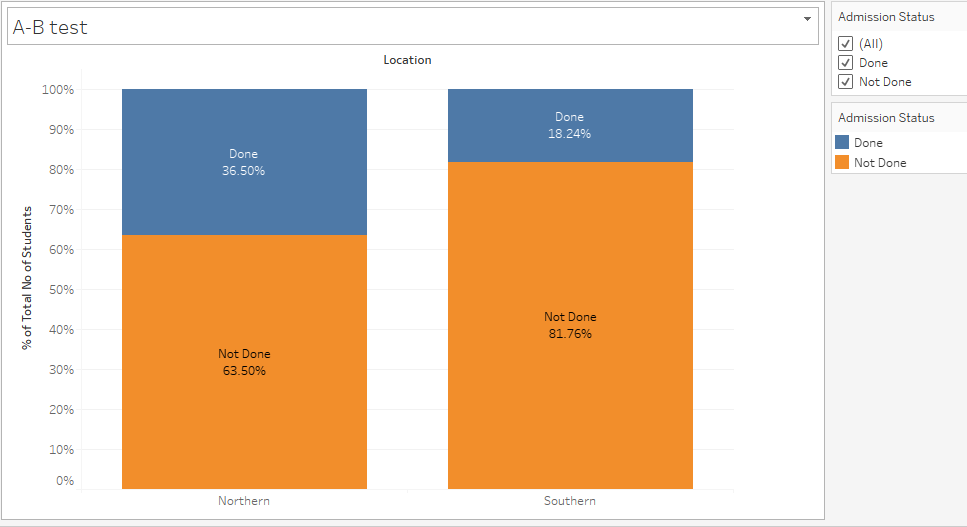 A-B test
Location
% of Total No of Students
100%
90%
80%
70%
60%
50%
40%
30%
20%
10%
0%
Done
36.50%
Not Done
63.50%
Done
18.24%
Not Done
81.76%
Northern
Southern
Admission Status
(All)
Done
Not Done
Admission Status
Done
Not Done